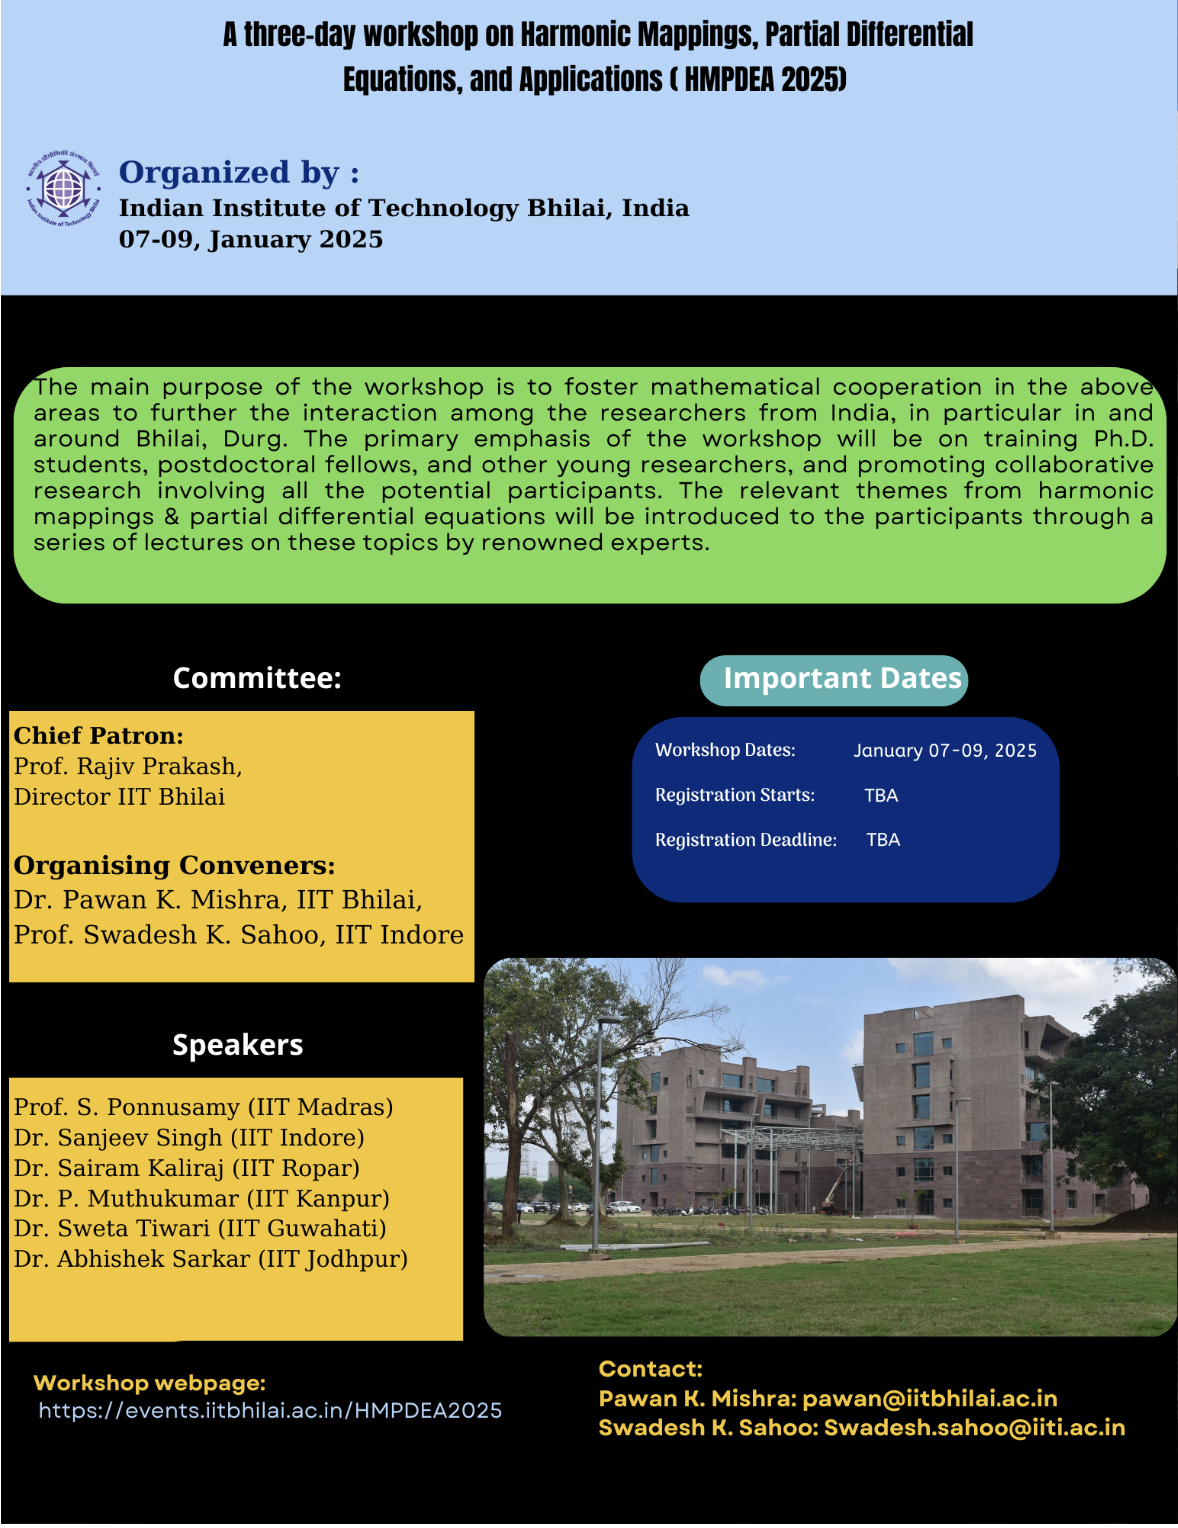 A three-day workshop on Harmonic Mappings, Partial Differential
Equations, and Applications ( HMPDEA 2025)
भारतीय प्रौद्योगिकी संस्थान भिलाई
Indian Institute of Technology Bhilai
Organized by :
Indian Institute of Technology Bhilai, India
07-09, January 2025
The main purpose of the workshop is to foster mathematical cooperation in the above
areas to further the interaction among the researchers from India, in particular in and
around Bhilai, Durg. The primary emphasis of the workshop will be on training Ph.D.
students, postdoctoral fellows, and other young researchers, and promoting collaborative
research involving all the potential participants. The relevant themes from harmonic
mappings & partial differential equations will be introduced to the participants through a
series of lectures on these topics by renowned experts.
Committee:
Chief Patron:
Prof. Rajiv Prakash,
Director IIT Bhilai
Organising Conveners:
Dr. Pawan K. Mishra, IIT Bhilai,
Prof. Swadesh K. Sahoo, IIT Indore
Important Dates
Workshop Dates: January 07-09, 2025
Registration Starts: TBA
Registration Deadline: TBA
Speakers
Prof. S. Ponnusamy (IIT Madras)
Dr. Sanjeev Singh (IIT Indore)
Dr. Sairam Kaliraj (IIT Ropar)
Dr. P. Muthukumar (IIT Kanpur)
Dr. Sweta Tiwari (IIT Guwahati)
Dr. Abhishek Sarkar (IIT Jodhpur)
Workshop webpage:
https://events.iitbhilai.ac.in/HMPDEA2025
Contact:
Pawan K. Mishra: pawan@iitbhilai.ac.in
Swadesh K. Sahoo: Swadesh.sahoo@iiti.ac.in